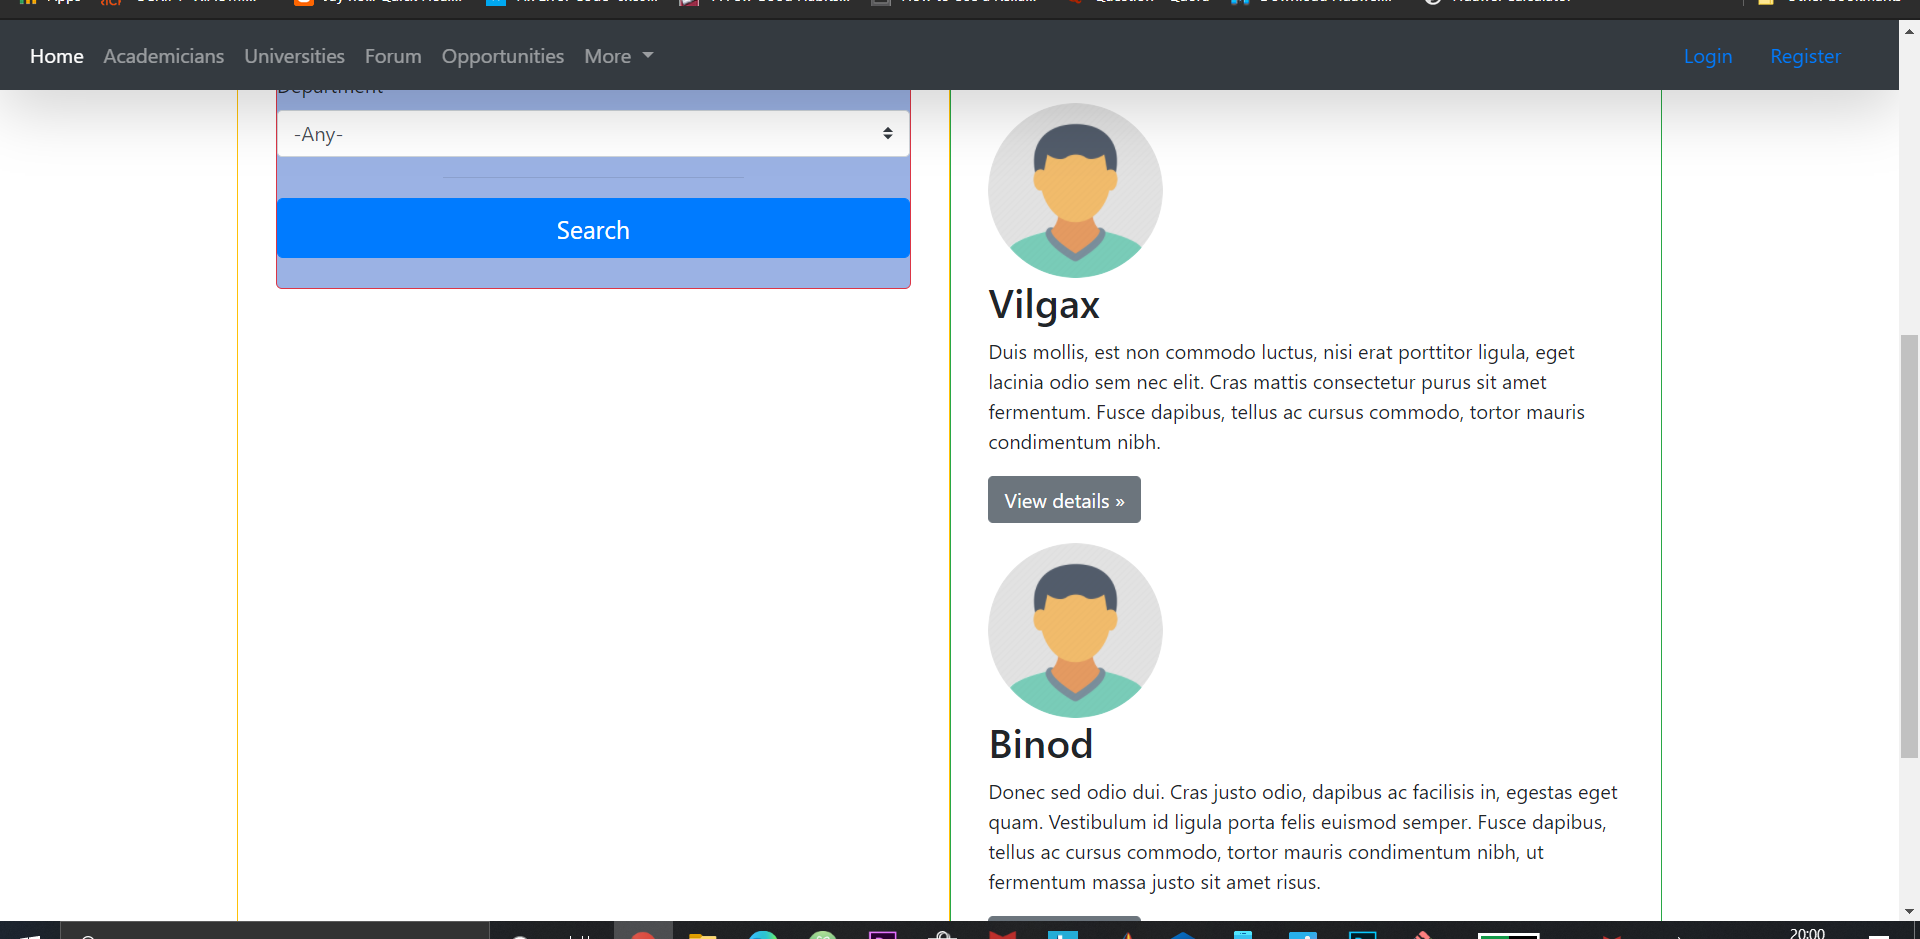 Home Academicians Universities Forum Opportunities More Login Register
Department
-Any-
Search
Vilgax
Duis mollis, est non commodo luctus, nisi erat porttitor ligula, eget
lacinia odio sem nec elit. Cras mattis consectetur purus sit amet
fermentum. Fusce dapibus, tellus ac cursus commodo, tortor mauris
condimentum nibh.
View details »
Binod
Donec sed odio dui. Cras justo odio, dapibus ac facilisis in, egestas eget
quam. Vestibulum id ligula porta felis euismod semper. Fusce dapibus,
tellus ac cursus commodo, tortor mauris condimentum nibh, ut
fermentum massa justo sit amet risus.
20:00